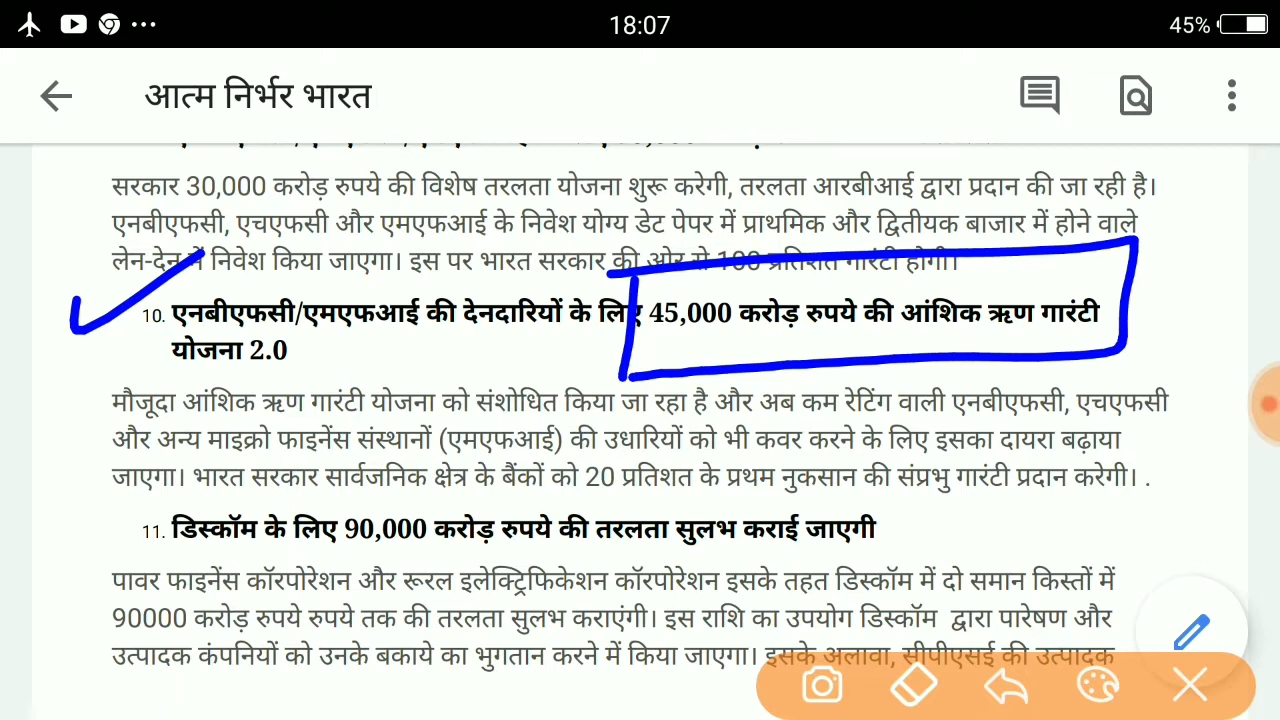 18:07
45%
आत्म निर्भर भारत
सरकार 30,000 करोड़ रुपये की विशेष तरलता योजना शुरू करेगी, तरलता आरबीआई द्वारा प्रदान की जा रही है।
एनबीएफसी, एचएफसी और एमएफआई के निवेश योग्य डेट पेपर में प्राथमिक और द्वितीयक बाजार में होने वाले
लेन-देन में निवेश किया जाएगा। इस पर भारत सरकार की ओर से 100 प्रतिशत गारंटी होगी।
10. एनबीएफसी/एमएफआई की देनदारियों के लिए 45,000 करोड़ रुपये की आंशिक ऋण गारंटी
योजना 2.0
मौजूदा आंशिक ऋण गारंटी योजना को संशोधित किया जा रहा है और अब कम रेटिंग वाली एनबीएफसी, एचएफसी
और अन्य माइक्रो फाइनेंस संस्थानों (एमएफआई) की उधारियों को भी कवर करने के लिए इसका दायरा बढ़ाया
जाएगा। भारत सरकार सार्वजनिक क्षेत्र के बैंकों को 20 प्रतिशत के प्रथम नुकसान की संप्रभु गारंटी प्रदान करेगी। .
11. डिस्कॉम के लिए 90,000 करोड़ रुपये की तरलता सुलभ कराई जाएगी
पावर फाइनेंस कॉरपोरेशन और रूरल इलेक्ट्रिफिकेशन कॉरपोरेशन इसके तहत डिस्कॉम में दो समान किस्तों में
90000 करोड़ रुपये रुपये तक की तरलता सुलभ कराएंगी। इस राशि का उपयोग डिस्कॉम द्वारा पारेषण और
उत्पादक कंपनियों को उनके बकाये का भुगतान करने में किया जाएगा। इसके अलावा, सीपीएसई की उत्पादक